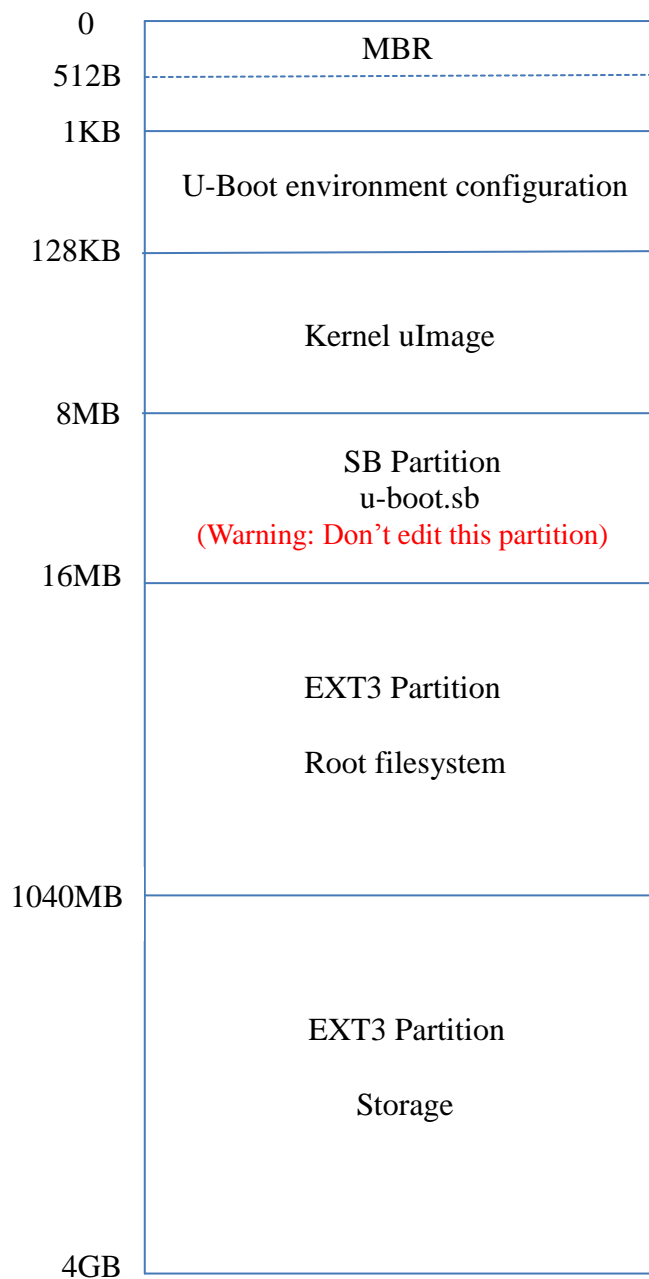 0
MBR
512B
1KB
U-Boot environment configuration
128KB
Kernel uImage
8MB
SB Partition
u-boot.sb
(Warning: Don’t edit this partition)
16MB
EXT3 Partition
Root filesystem
1040MB
EXT3 Partition
Storage
4GB